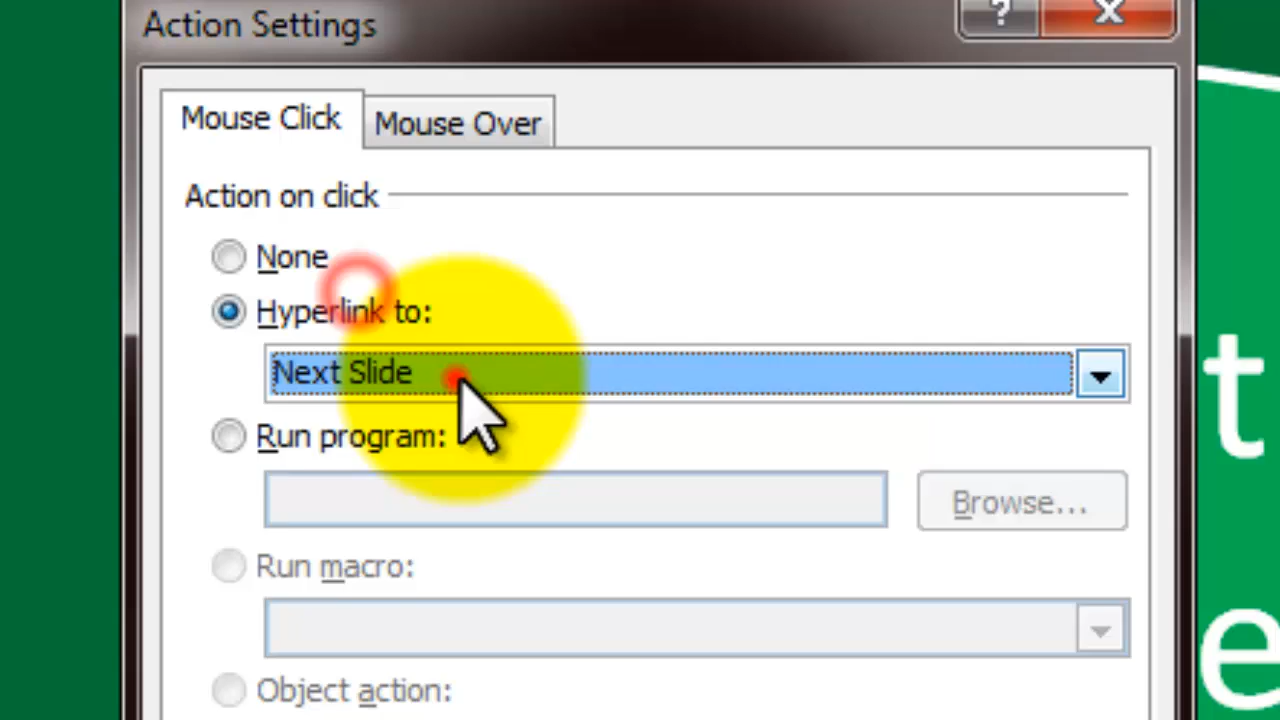 Action Settings
?
Mouse Click
Mouse Over
Action on click
None
Hyperlink to:
Next Slide
Run program:
Browse...
Run macro:
Object action:
t
e